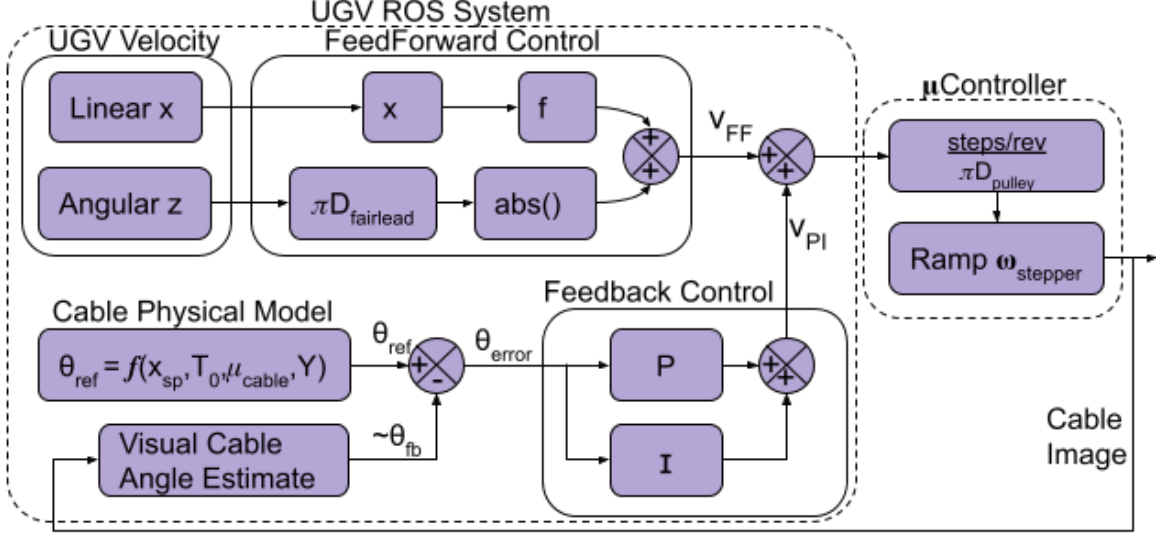 UGV ROS System
UGV Velocity
FeedForward Control
Linear x
x
f
+
+
Angular z
πD_fairlead
abs()
v_FF
+
+
μController
steps/rev
πD_pulley
Ramp ω_stepper
v_PI
Cable Physical Model
θ_ref = f(x_sp, T_0, μ_cable, Y)
θ_ref
+
-
θ_error
Feedback Control
P
I
+
+
Visual Cable
Angle Estimate
~θ_fb
Cable
Image